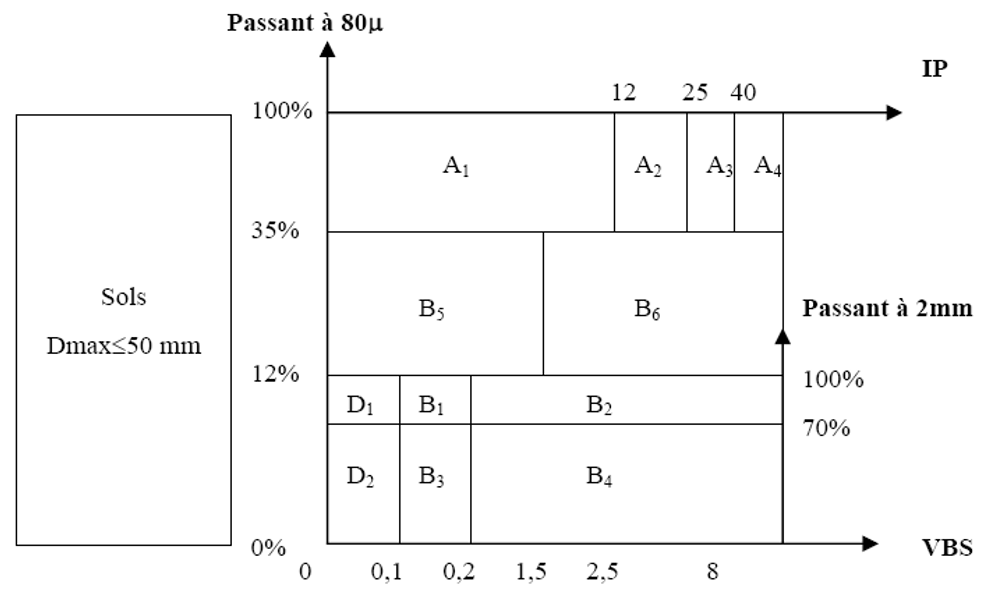 Passant à 80µ
IP
12 25 40
100%
A₁ A₂ A₃ A₄
35%
Sols
Dmax≤50 mm
B₅ B₆
Passant à 2mm
12%
100%
D₁ B₁ B₂
70%
D₂ B₃ B₄
0%
VBS
0 0,1 0,2 1,5 2,5 8